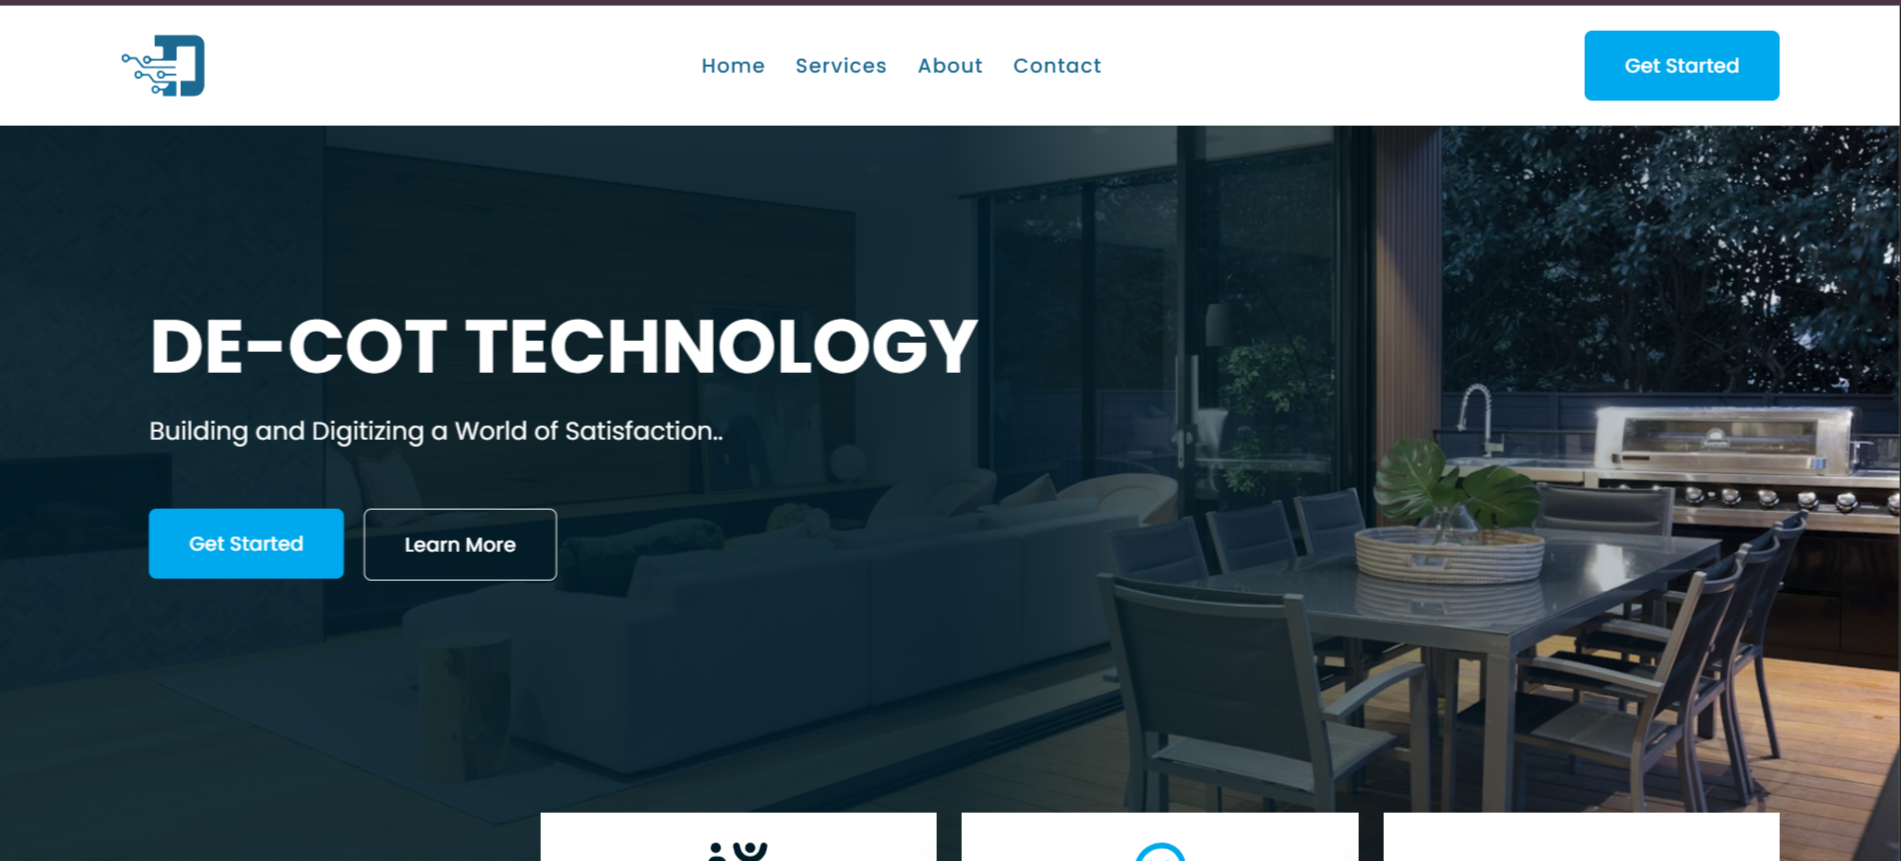 Home Services About Contact
Get Started
DE-COT TECHNOLOGY
Building and Digitizing a World of Satisfaction..
Get Started
Learn More